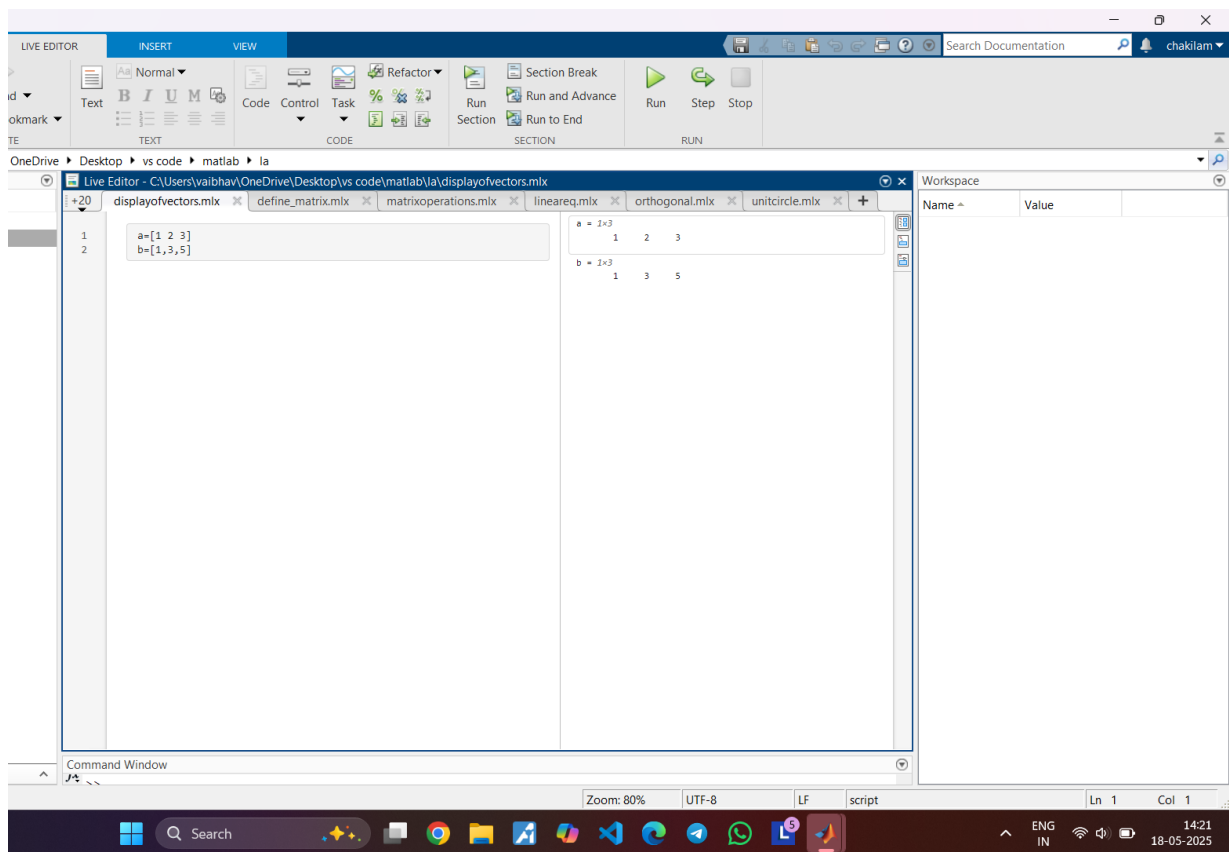 LIVE EDITOR INSERT VIEW
Search Documentation
chakilam
Text
Aa Normal
B I U M
Code Control Task
Refactor
Run
Section
Section Break
Run and Advance
Run to End
Run Step Stop
okmark
TEXT CODE SECTION RUN
OneDrive Desktop vs code matlab la
Live Editor - C:\Users\vaibhav\OneDrive\Desktop\vs code\matlab\la\displayofvectors.mlx
+20 displayofvectors.mlx define_matrix.mlx matrixoperations.mlx lineareq.mlx orthogonal.mlx unitcircle.mlx +
1 a=[1 2 3]
2 b=[1,3,5]
a = 1×3
1 2 3
b = 1×3
1 3 5
Workspace
Name Value
Command Window
>>
Zoom: 80% UTF-8 LF script Ln 1 Col 1
Search
5
ENG
IN
14:21
18-05-2025